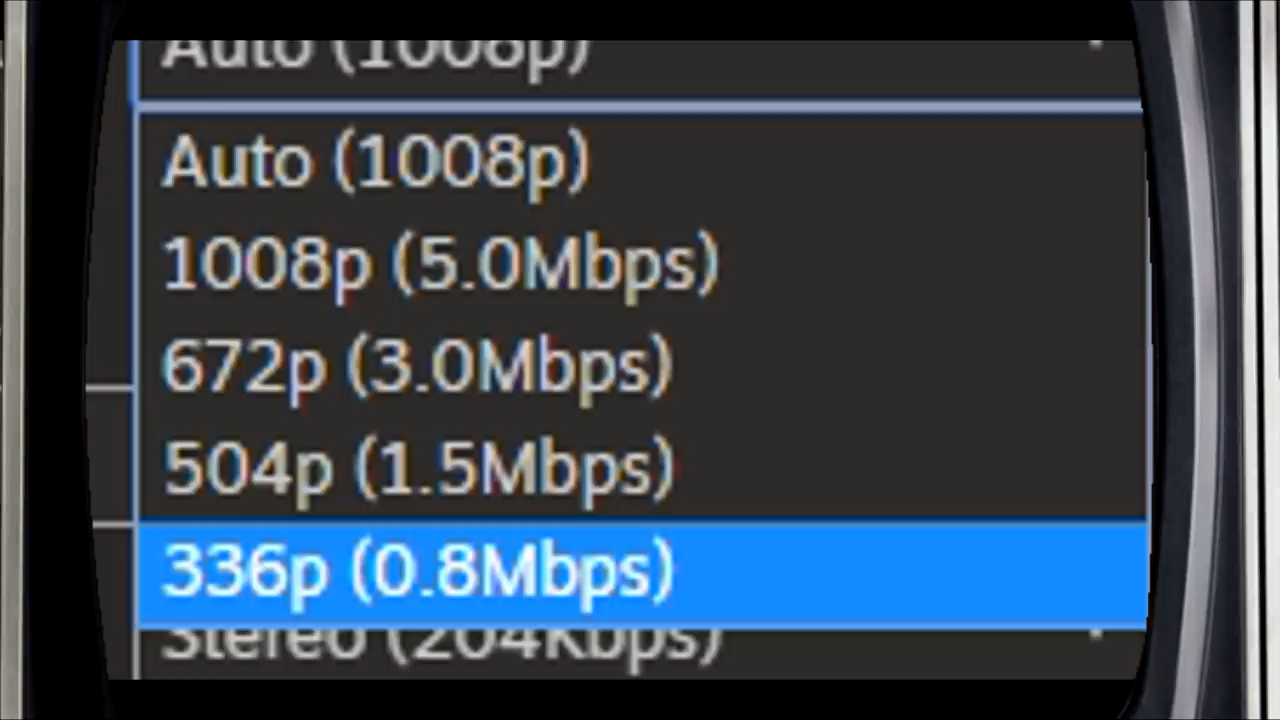 Auto (1008p)
Auto (1008p)
1008p (5.0Mbps)
672p (3.0Mbps)
504p (1.5Mbps)
336p (0.8Mbps)
Stereo (204Kbps)